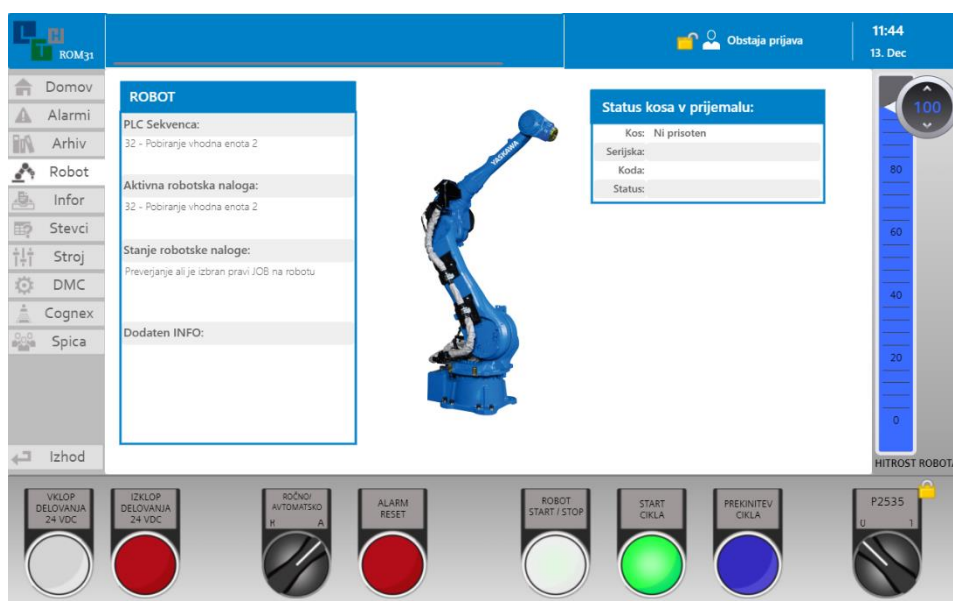 LTH
ROM31
Obstaja prijava
11:44
13. Dec
Domov
Alarmi
Arhiv
Robot
Infor
Stevci
Stroj
DMC
Cognex
Spica
Izhod
ROBOT
PLC Sekvenca:
32 - Pobiranje vhodna enota 2
Aktivna robotska naloga:
32 - Pobiranje vhodna enota 2
Stanje robotske naloge:
Preverjanje ali je izbran pravi JOB na robotu
Dodaten INFO:
YASKAWA
Status kosa v prijemalu:
Kos: Ni prisoten
Serijska:
Koda:
Status:
100
80
60
40
20
0
HITROST ROBOTA
VKLOP
DELOVANJA
24 VDC
IZKLOP
DELOVANJA
24 VDC
ROČNO/
AVTOMATSKO
R A
ALARM
RESET
ROBOT
START / STOP
START
CIKLA
PREKINITEV
CIKLA
P2535
0 1